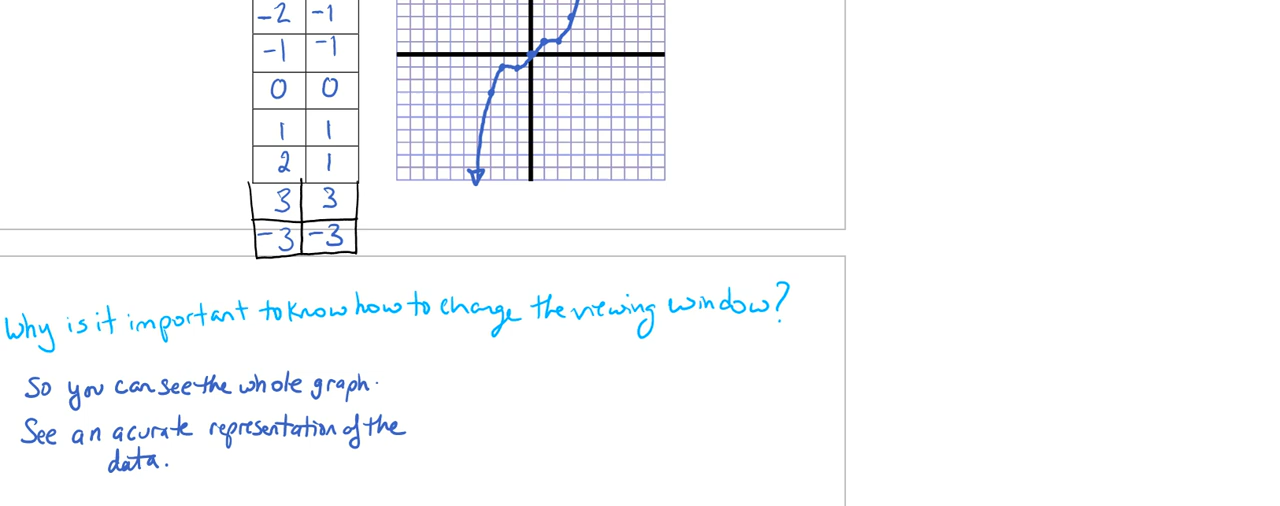 -2 -1
-1 -1
0 0
1 1
2 1
3 3
-3 -3
Why is it important to know how to change the viewing window?
So you can see the whole graph.
See an acurate representation of the
data.